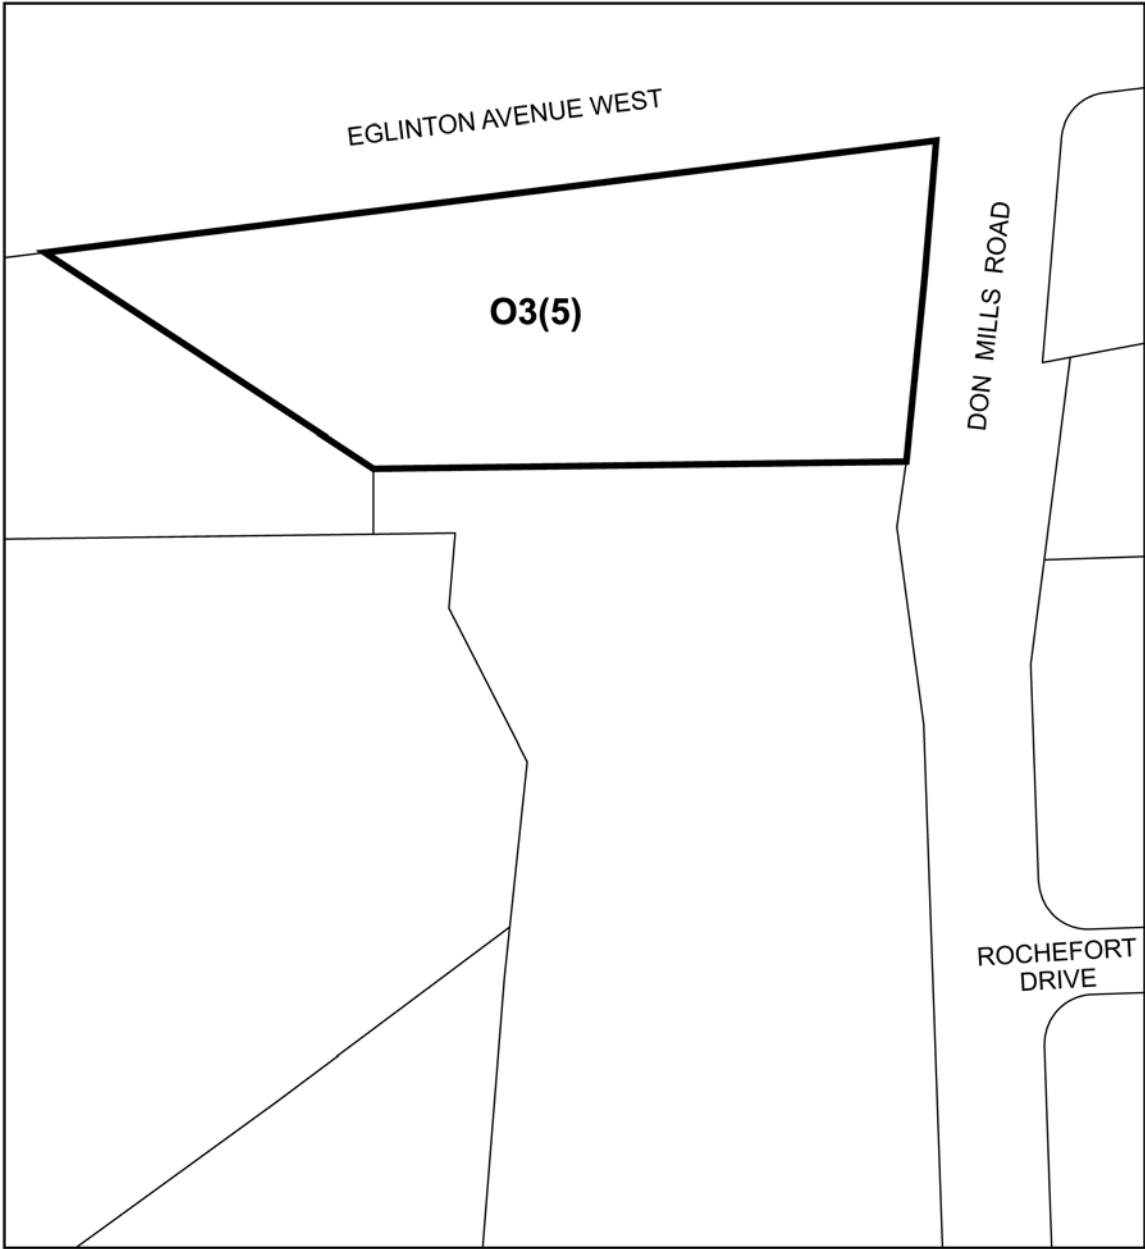 EGLINTON AVENUE WEST
O3(5)
DON MILLS ROAD
ROCHEFORT
DRIVE